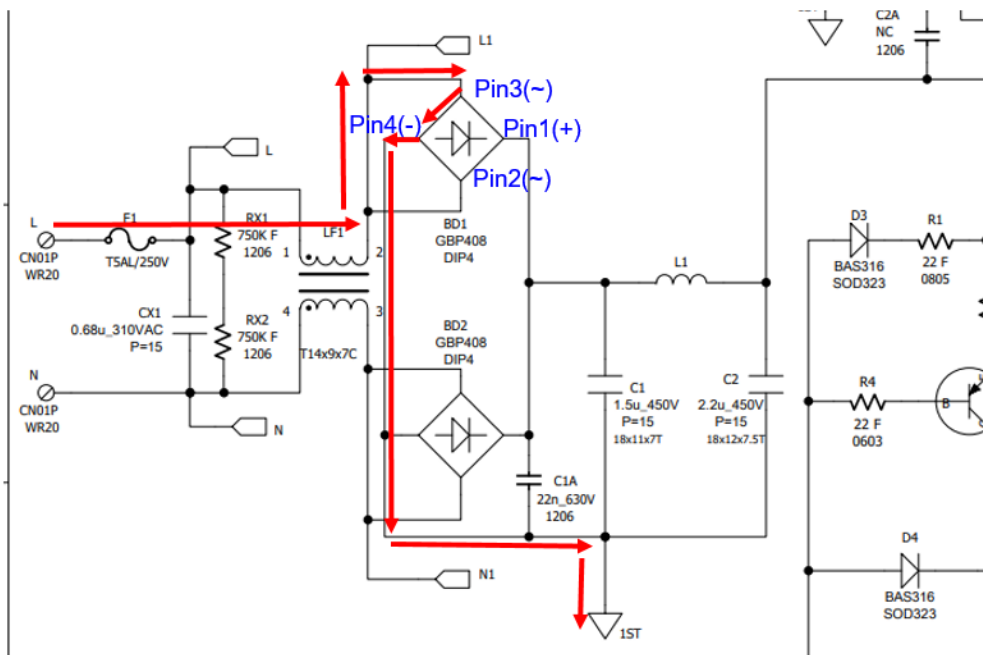 C2A
NC
1206
L1
Pin3(~)
Pin4(-)
Pin1(+)
Pin2(~)
L
L
F1
CN01P
WR20
T5AL/250V
RX1
750K F
1206
LF1
1
2
4
3
T14x9x7C
BD1
GBP408
DIP4
CX1
0.68u_310VAC
P=15
RX2
750K F
1206
BD2
GBP408
DIP4
N
CN01P
WR20
N
L1
C1
1.5u_450V
P=15
18x11x7T
C2
2.2u_450V
P=15
18x12x7.5T
C1A
22n_630V
1206
N1
1ST
D3
BAS316
SOD323
R1
22 F
0805
R4
22 F
0603
B
D4
BAS316
SOD323